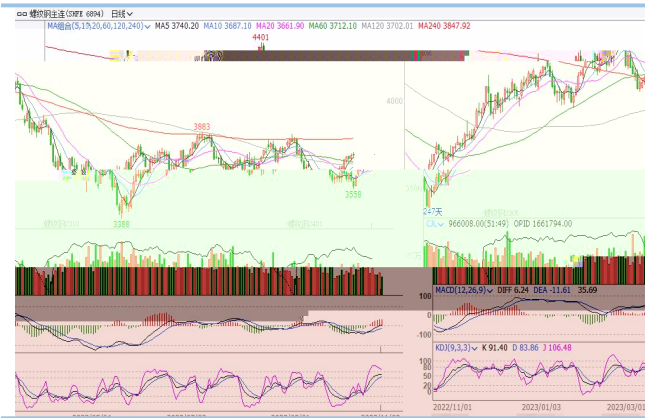 螺纹钢主连(SHFE 6894) 日线
MA组合(5,10,20,60,120,240) MA5 3740.20 MA10 3687.10 MA20 3661.90 MA60 3712.10 MA120 3702.01 MA240 3847.92
4401
4000
3883
3558
3388
247天
CJL 966008.00(51:49) OPID 1661794.00
MACD(12,26,9) DIFF 6.24 DEA -11.61 35.69
100
0
-100
KDJ(9,3,3) K 91.40 D 83.86 J 106.48
100
80
50
20
0
2022/11/01 2023/01/03 2023/03/01